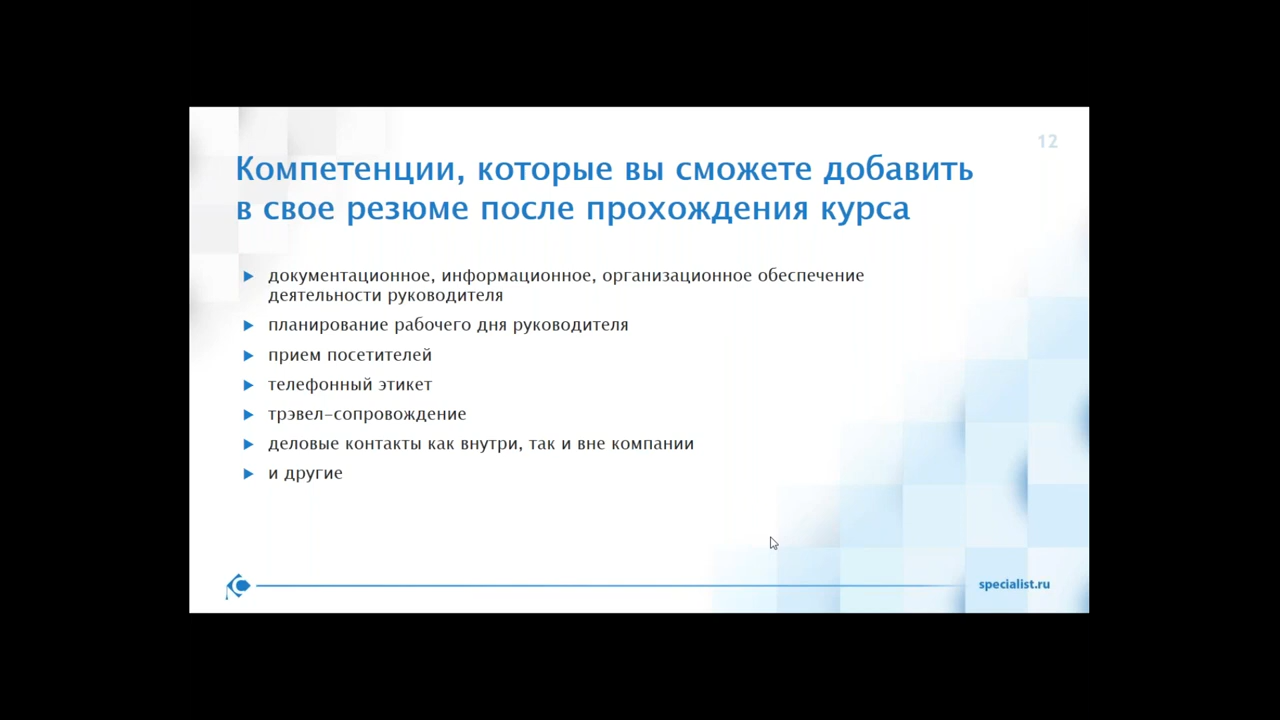 12
Компетенции, которые вы сможете добавить
в свое резюме после прохождения курса
документационное, информационное, организационное обеспечение
деятельности руководителя
планирование рабочего дня руководителя
прием посетителей
телефонный этикет
трэвел-сопровождение
деловые контакты как внутри, так и вне компании
и другие
specialist.ru